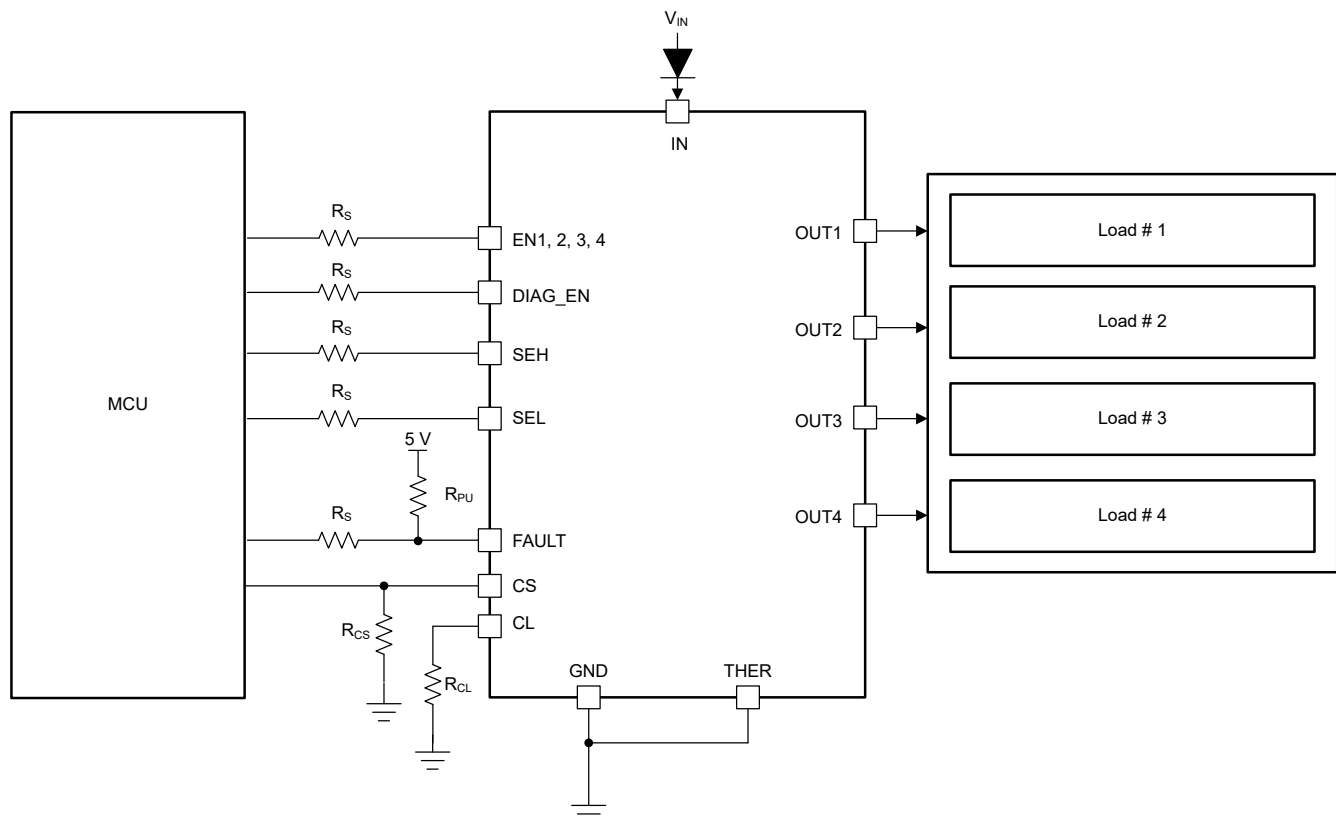 V_IN
IN
R_S
EN1, 2, 3, 4
R_S
DIAG_EN
R_S
SEH
R_S
SEL
5 V
R_PU
R_S
FAULT
CS
R_CS
CL
R_CL
GND
THER
MCU
OUT1
OUT2
OUT3
OUT4
Load # 1
Load # 2
Load # 3
Load # 4